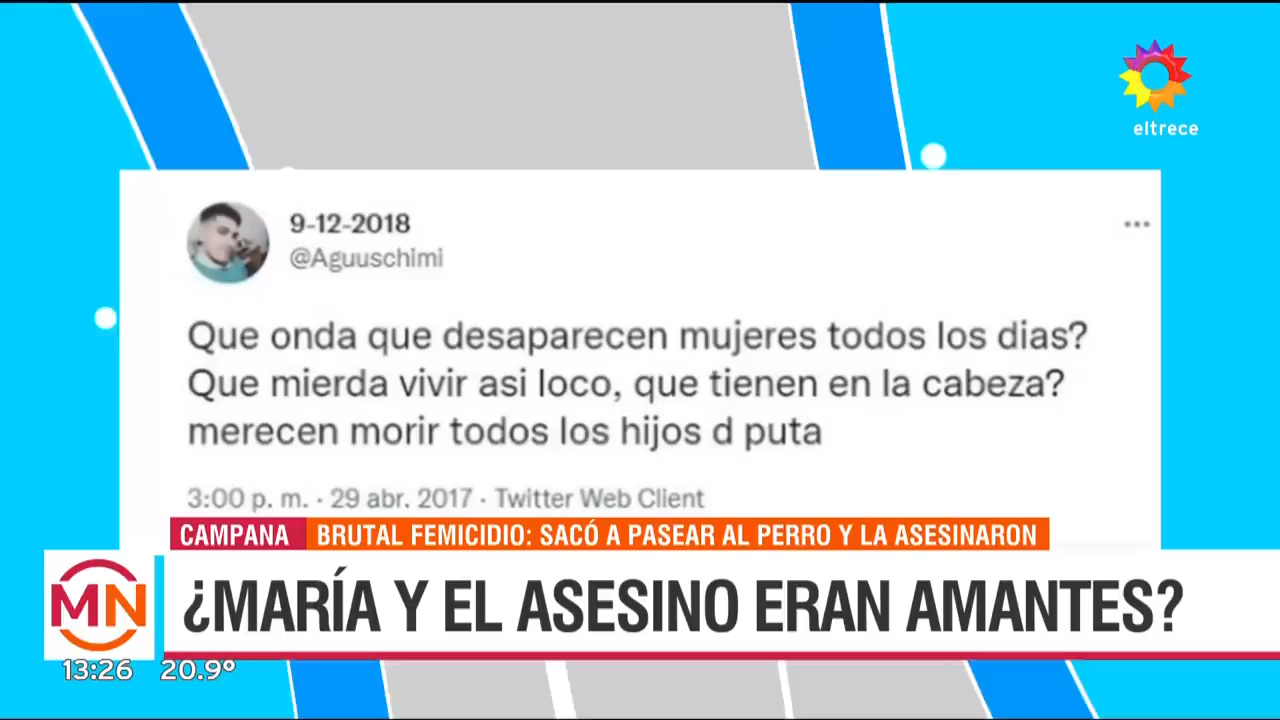 eltrece
9-12-2018
@Aguuschimi
Que onda que desaparecen mujeres todos los dias?
Que mierda vivir asi loco, que tienen en la cabeza?
merecen morir todos los hijos d puta
3:00 p. m. · 29 abr. 2017 · Twitter Web Client
CAMPANA BRUTAL FEMICIDIO: SACÓ A PASEAR AL PERRO Y LA ASESINARON
MN ¿MARÍA Y EL ASESINO ERAN AMANTES?
13:26 20.9°